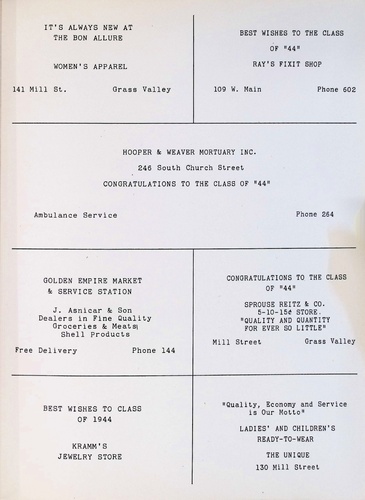 IT'S ALWAYS NEW AT
THE BON ALLURE
WOMEN'S APPAREL
141 Mill St. Grass Valley
BEST WISHES TO THE CLASS
OF "44"
RAY'S FIXIT SHOP
109 W. Main Phone 602
HOOPER & WEAVER MORTUARY INC.
246 South Church Street
CONGRATULATIONS TO THE CLASS OF "44"
Ambulance Service Phone 264
GOLDEN EMPIRE MARKET
& SERVICE STATION
J. Asnicar & Son
Dealers in Fine Quality
Groceries & Meats
Shell Products
Free Delivery Phone 144
CONGRATULATIONS TO THE CLASS
OF "44"
SPROUSE REITZ & CO.
5-10-15¢ STORE.
"QUALITY AND QUANTITY
FOR EVER SO LITTLE"
Mill Street Grass Valley
BEST WISHES TO CLASS
OF 1944
KRAMM'S
JEWELRY STORE
"Quality, Economy and Service
is Our Motto"
LADIES' AND CHILDREN'S
READY-TO-WEAR
THE UNIQUE
130 Mill Street